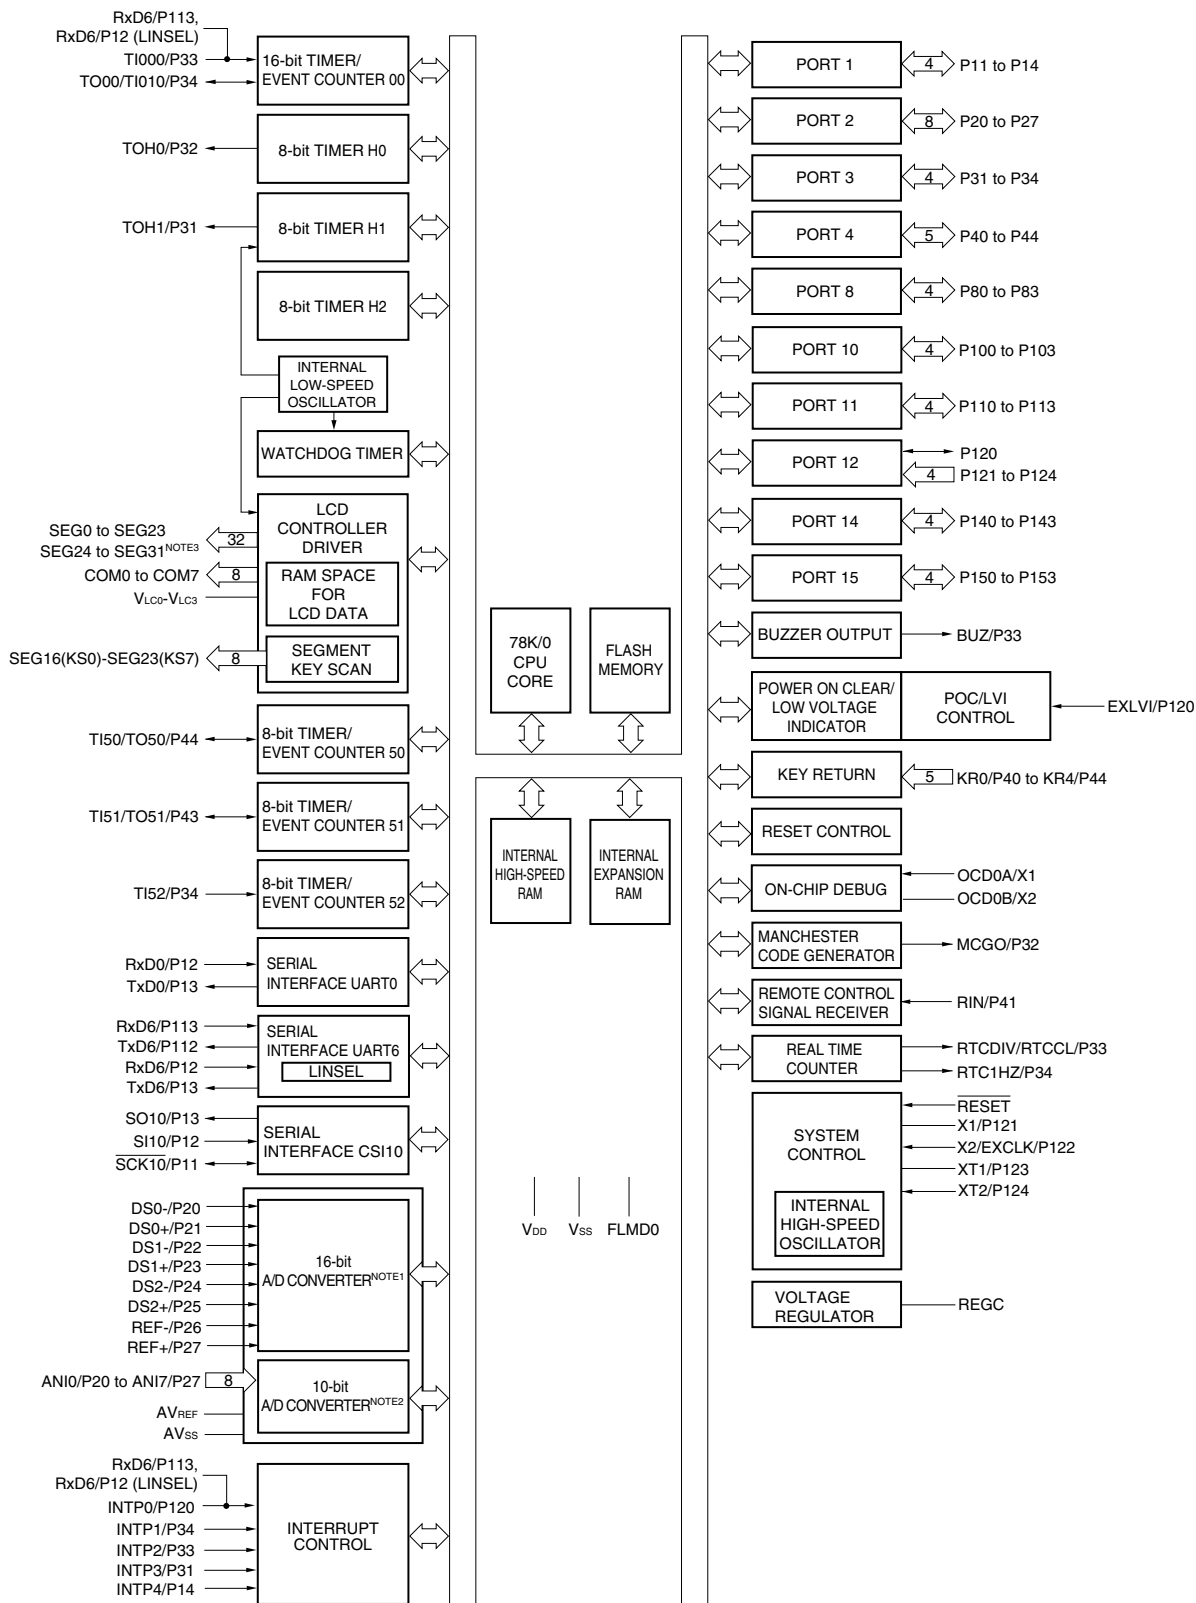 RxD6/P113,
RxD6/P12 (LINSEL)
TI000/P33
TO00/TI010/P34
16-bit TIMER/
EVENT COUNTER 00
TOH0/P32
8-bit TIMER H0
TOH1/P31
8-bit TIMER H1
8-bit TIMER H2
INTERNAL
LOW-SPEED
OSCILLATOR
WATCHDOG TIMER
SEG0 to SEG23
SEG24 to SEG31NOTE3
32
COM0 to COM7
8
VLC0-VLC3
LCD
CONTROLLER
DRIVER
RAM SPACE
FOR
LCD DATA
SEG16(KS0)-SEG23(KS7)
8
SEGMENT
KEY SCAN
TI50/TO50/P44
8-bit TIMER/
EVENT COUNTER 50
TI51/TO51/P43
8-bit TIMER/
EVENT COUNTER 51
TI52/P34
8-bit TIMER/
EVENT COUNTER 52
RxD0/P12
TxD0/P13
SERIAL
INTERFACE UART0
RxD6/P113
TxD6/P112
RxD6/P12
TxD6/P13
SERIAL
INTERFACE UART6
LINSEL
SO10/P13
SI10/P12
SCK10/P11
SERIAL
INTERFACE CSI10
DS0-/P20
DS0+/P21
DS1-/P22
DS1+/P23
DS2-/P24
DS2+/P25
REF-/P26
REF+/P27
16-bit
A/D CONVERTERNOTE1
ANI0/P20 to ANI7/P27
8
AVREF
AVSS
10-bit
A/D CONVERTERNOTE2
RxD6/P113,
RxD6/P12 (LINSEL)
INTP0/P120
INTP1/P34
INTP2/P33
INTP3/P31
INTP4/P14
INTERRUPT
CONTROL
78K/0
CPU
CORE
FLASH
MEMORY
INTERNAL
HIGH-SPEED
RAM
INTERNAL
EXPANSION
RAM
VDD
VSS
FLMD0
PORT 1
4
P11 to P14
PORT 2
8
P20 to P27
PORT 3
4
P31 to P34
PORT 4
5
P40 to P44
PORT 8
4
P80 to P83
PORT 10
4
P100 to P103
PORT 11
4
P110 to P113
PORT 12
P120
4
P121 to P124
PORT 14
4
P140 to P143
PORT 15
4
P150 to P153
BUZZER OUTPUT
BUZ/P33
POWER ON CLEAR/
LOW VOLTAGE
INDICATOR
POC/LVI
CONTROL
EXLVI/P120
KEY RETURN
5
KR0/P40 to KR4/P44
RESET CONTROL
ON-CHIP DEBUG
OCD0A/X1
OCD0B/X2
MANCHESTER
CODE GENERATOR
MCGO/P32
REMOTE CONTROL
SIGNAL RECEIVER
RIN/P41
REAL TIME
COUNTER
RTCDIV/RTCCL/P33
RTC1HZ/P34
SYSTEM
CONTROL
RESET
X1/P121
X2/EXCLK/P122
XT1/P123
XT2/P124
INTERNAL
HIGH-SPEED
OSCILLATOR
VOLTAGE
REGULATOR
REGC